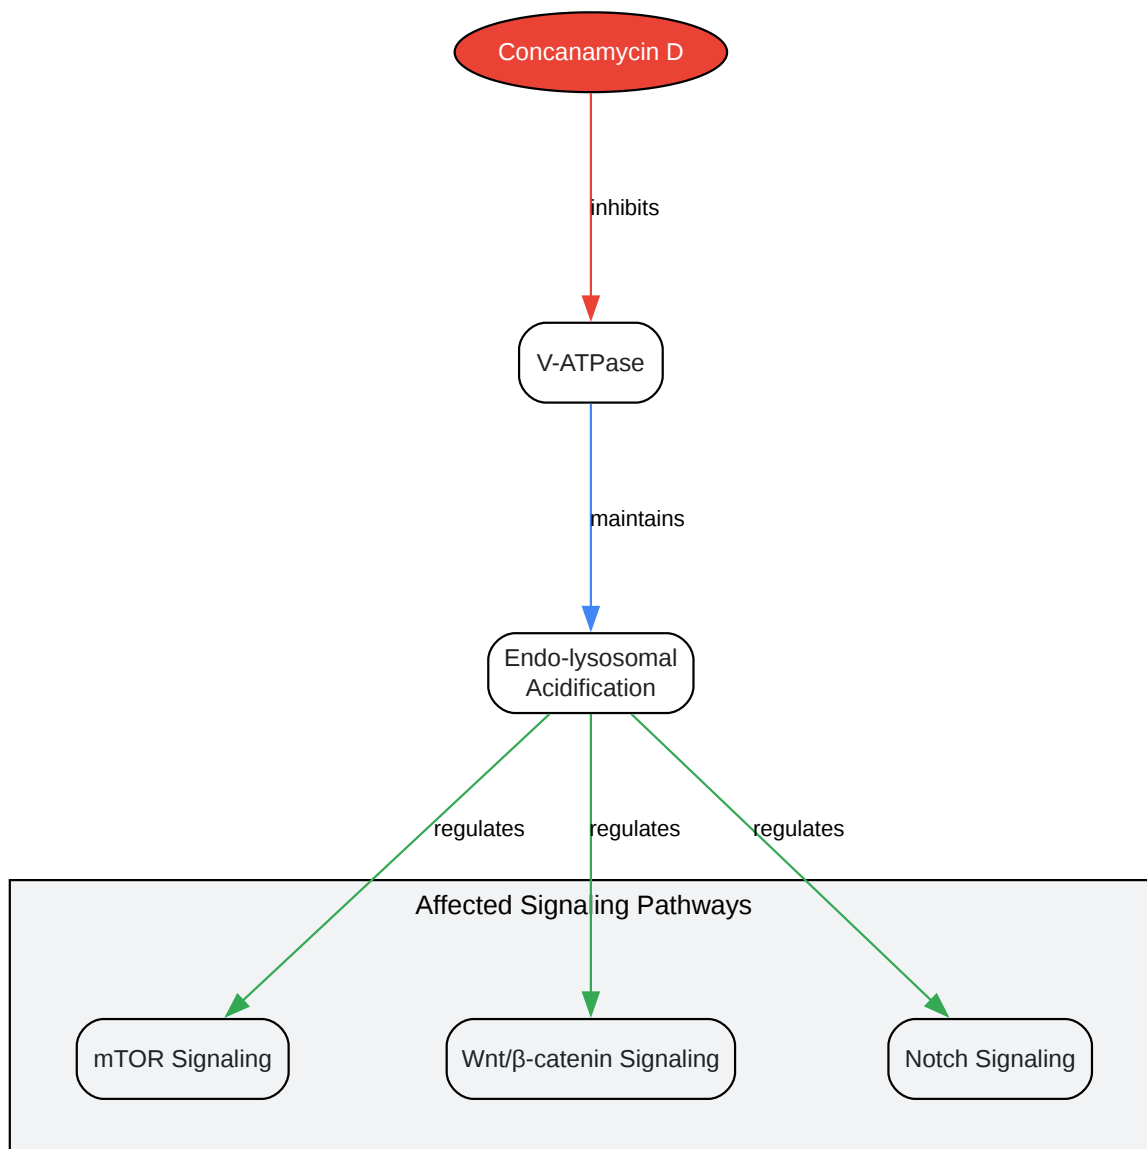 Concanamycin D
inhibits
V-ATPase
maintains
Endo-lysosomal
Acidification
regulates
regulates
regulates
Affected Signaling Pathways
mTOR Signaling
Wnt/β-catenin Signaling
Notch Signaling